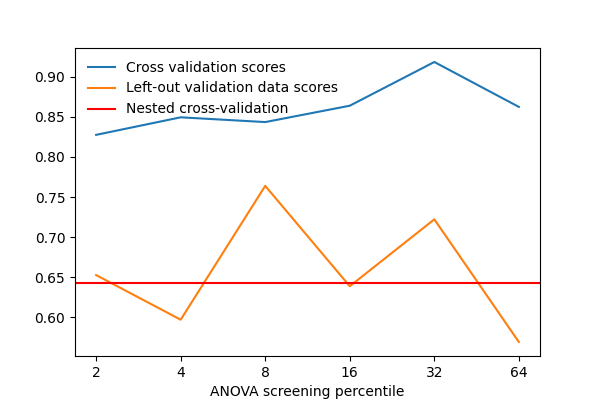 Cross validation scores
Left-out validation data scores
Nested cross-validation
0.90
0.85
0.80
0.75
0.70
0.65
0.60
2 4 8 16 32 64
ANOVA screening percentile